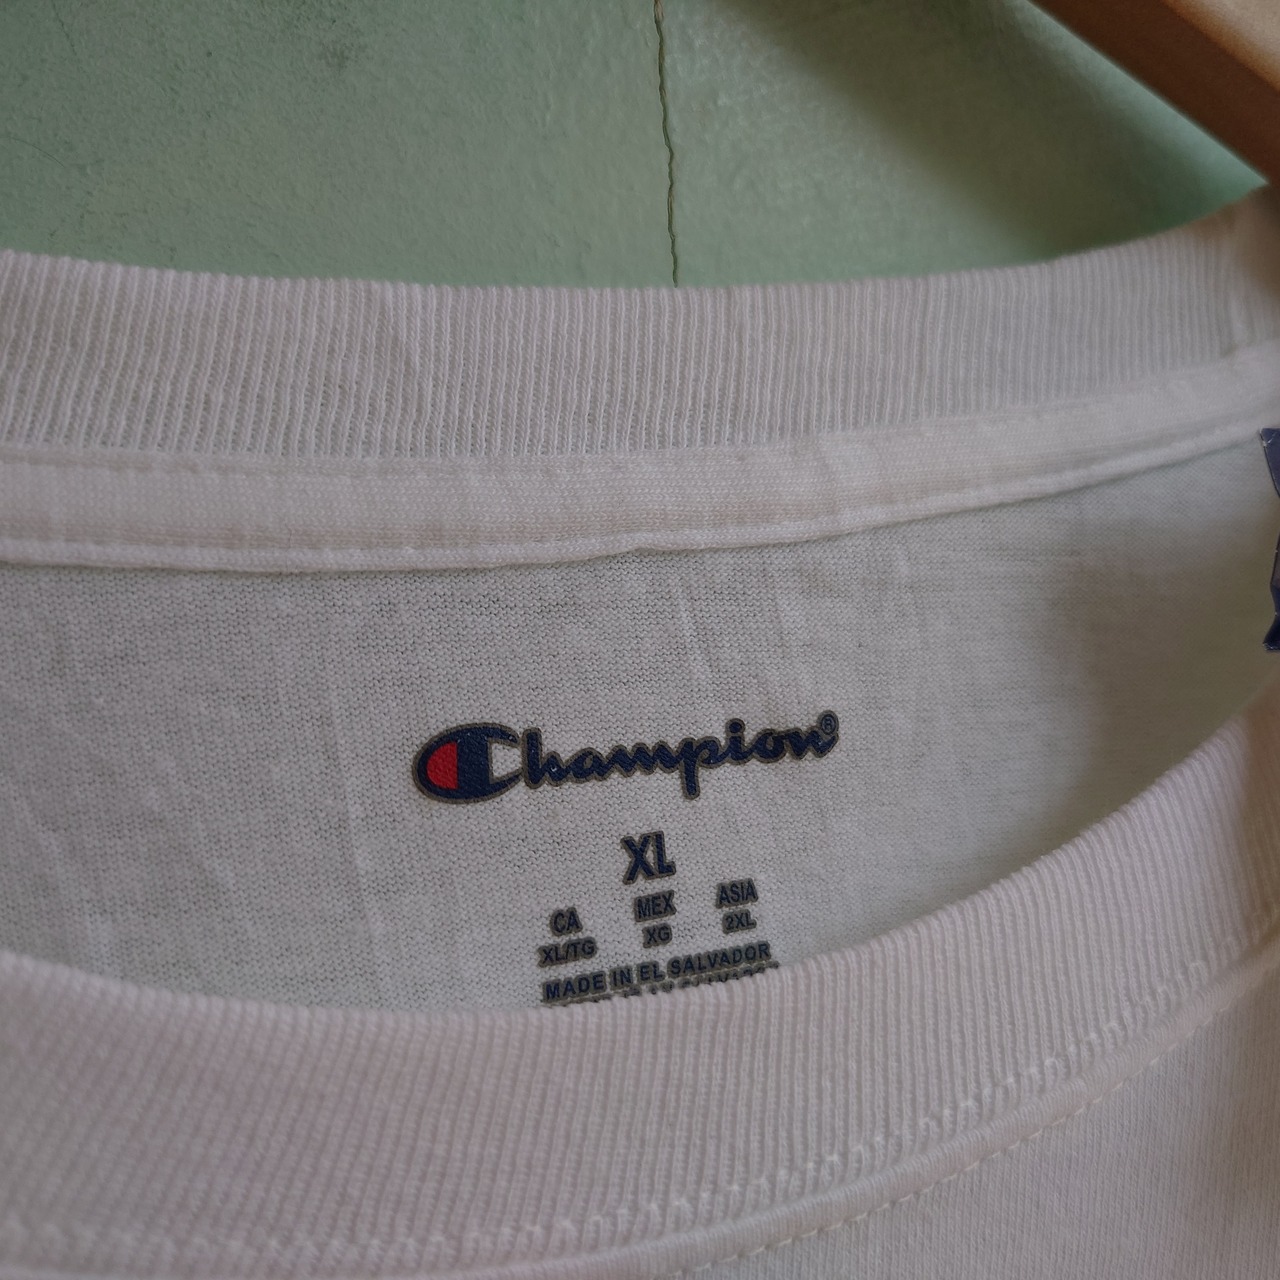 Champion®
XL
CA MEX ASIA
XL/TG XG 2XL
MADE IN EL SALVADOR